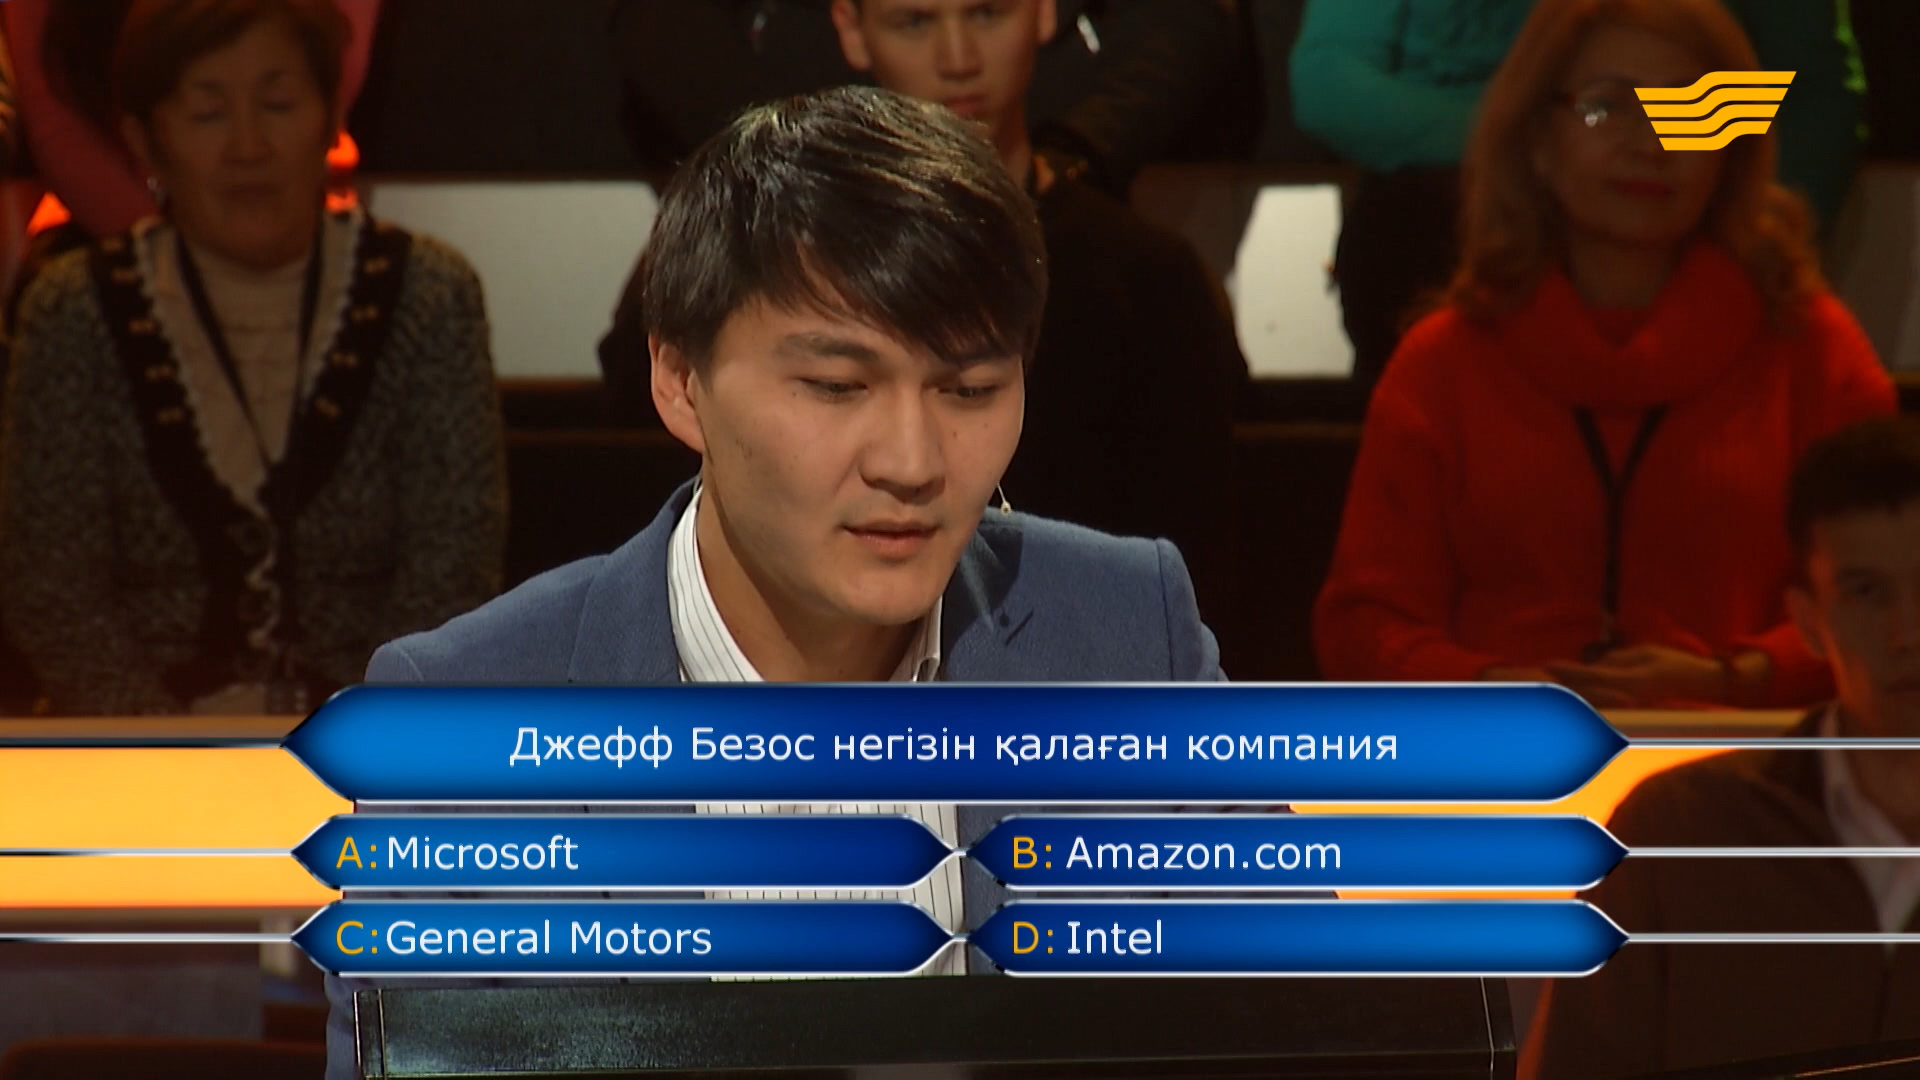 Джефф Безос негізін қалаған компания
A: Microsoft
B: Amazon.com
C: General Motors
D: Intel